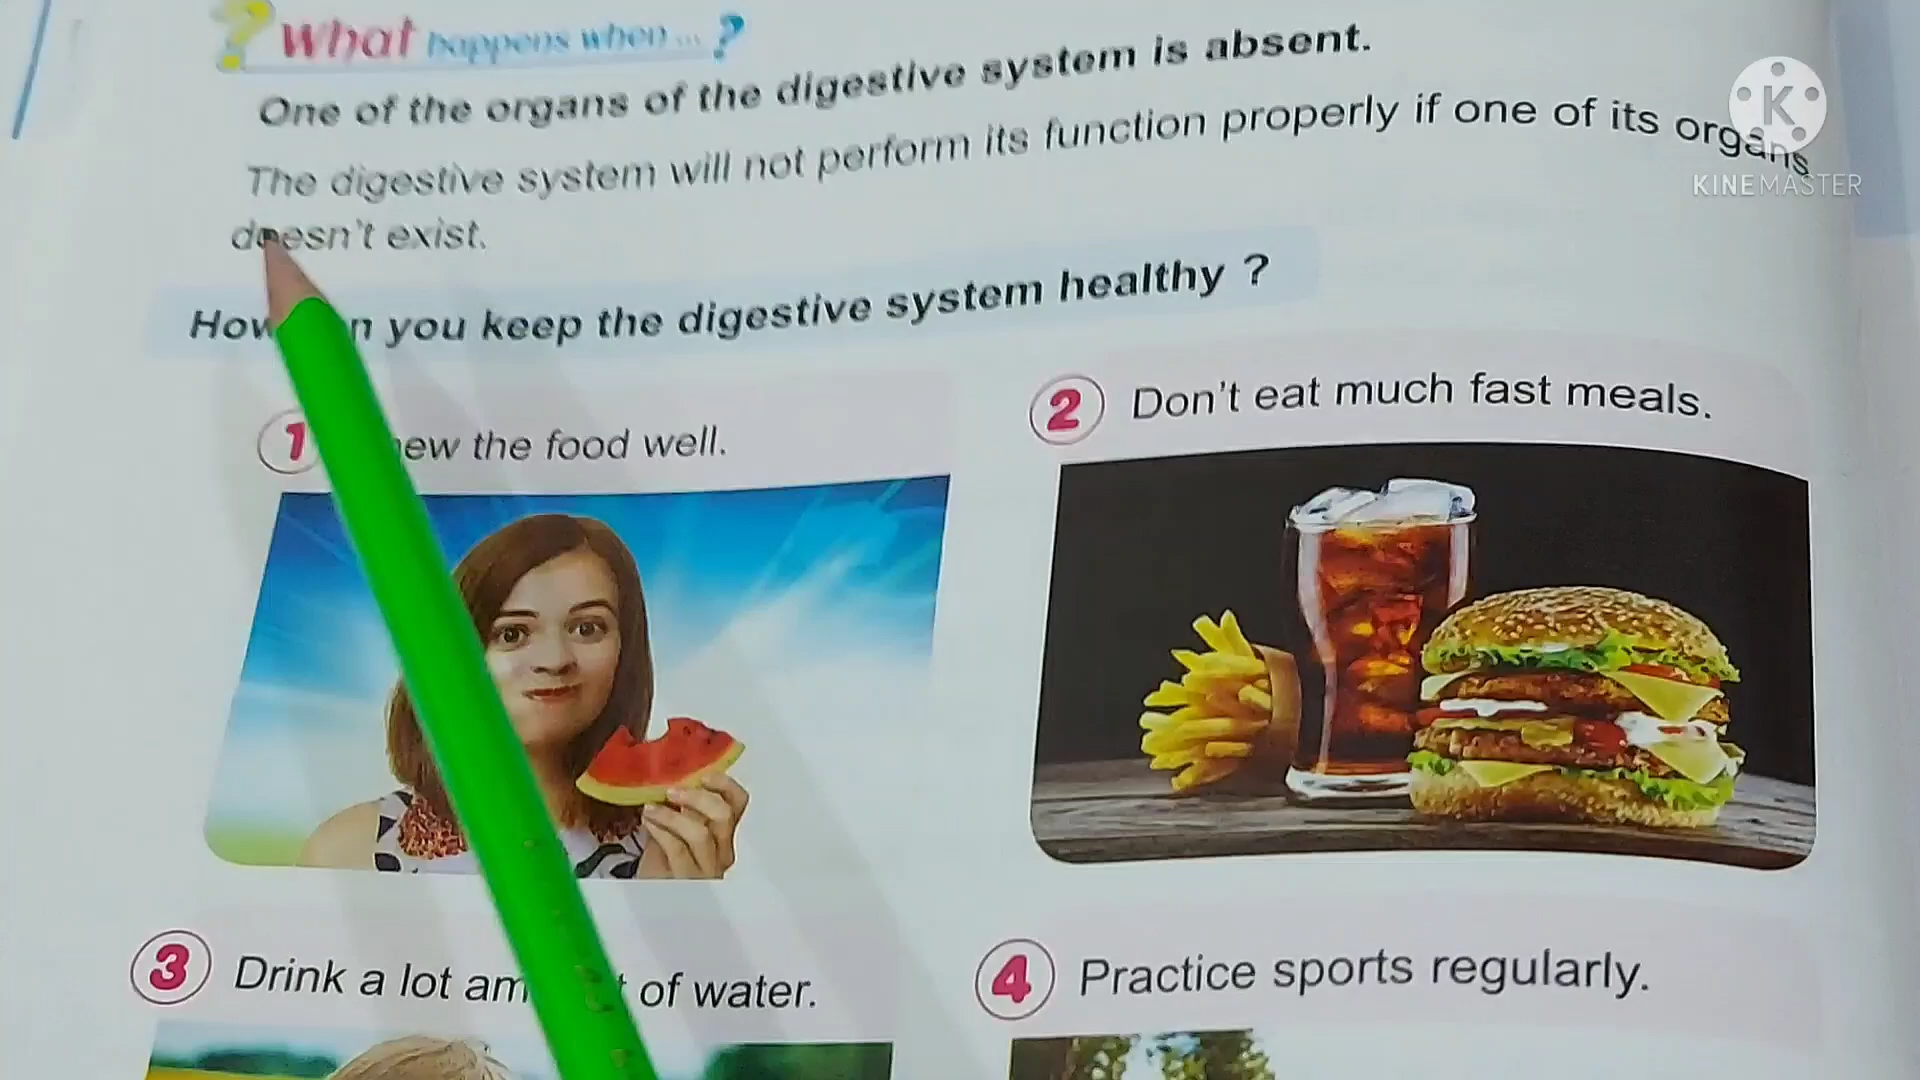 ? What happens when ... ?
One of the organs of the digestive system is absent.
The digestive system will not perform its function properly if one of its organs
doesn't exist.
How you keep the digestive system healthy ?
1 the food well.
2 Don't eat much fast meals.
3 Drink a lot of water.
4 Practice sports regularly.
K
KINEMASTER